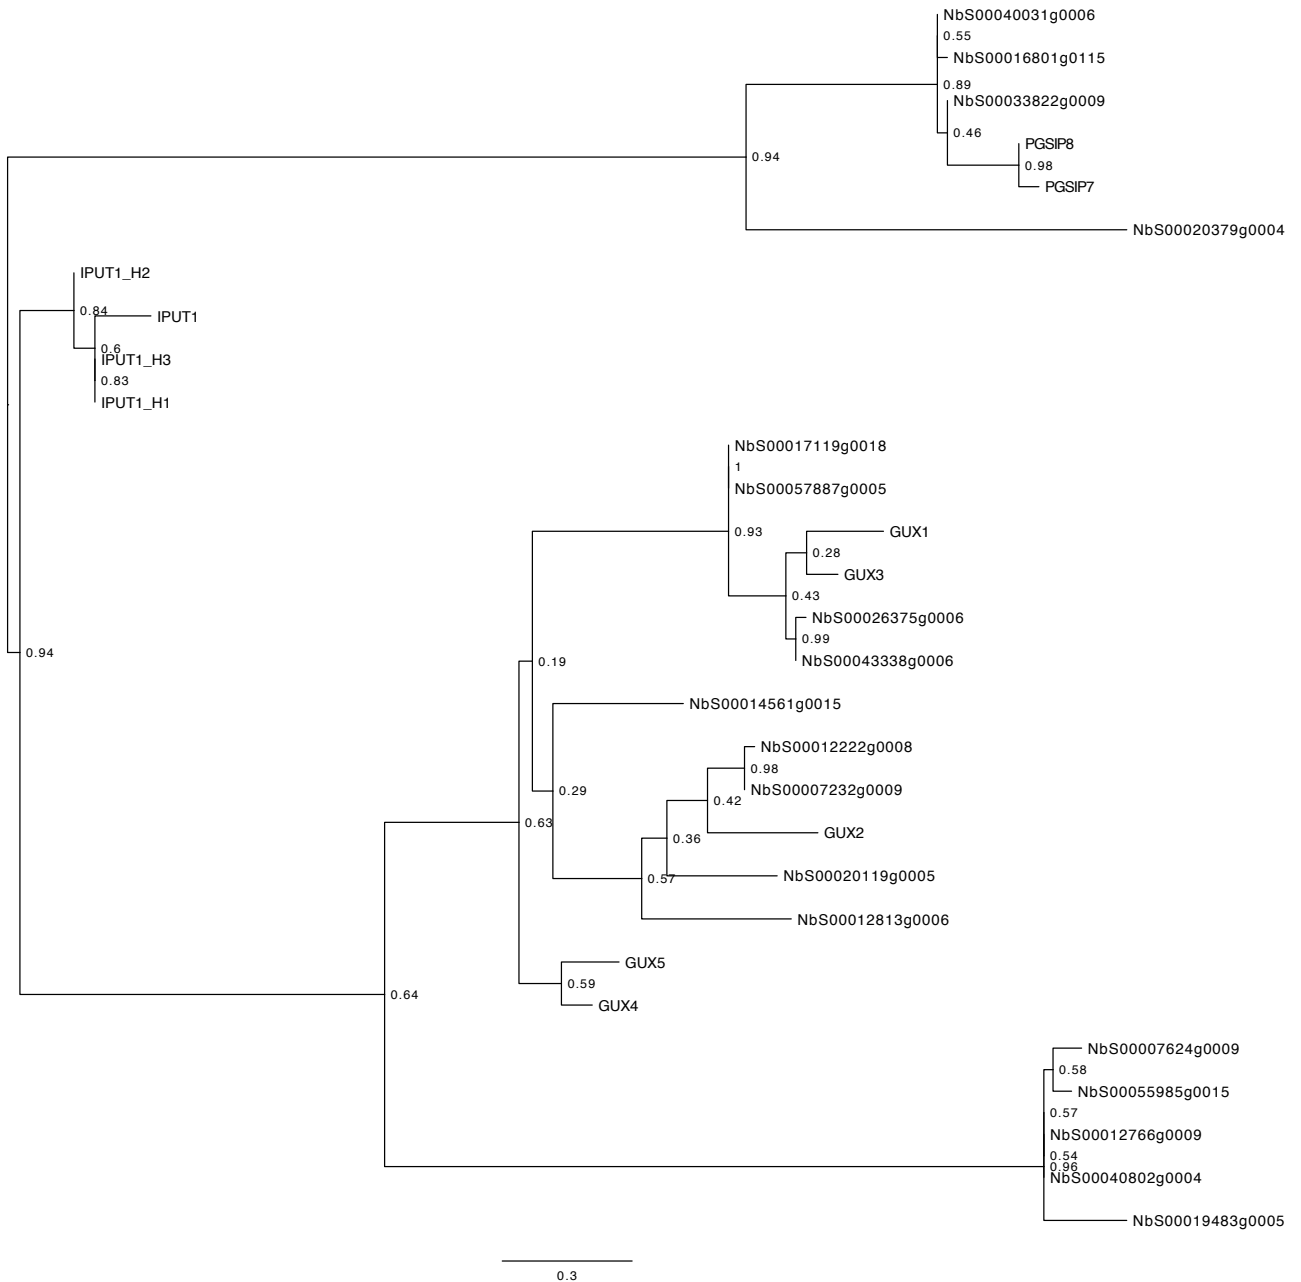 NbS00040031g0006
0.55
NbS00016801g0115
0.89
NbS00033822g0009
0.46
PGSIP8
0.94
0.98
PGSIP7
NbS00020379g0004
IPUT1_H2
0.84
IPUT1
0.6
IPUT1_H3
0.83
IPUT1_H1
NbS00017119g0018
1
NbS00057887g0005
0.93
GUX1
0.28
GUX3
0.43
NbS00026375g0006
0.99
0.94
0.19
NbS00043338g0006
NbS00014561g0015
NbS00012222g0008
0.98
0.29
NbS00007232g0009
0.42
0.63
GUX2
0.36
0.57
NbS00020119g0005
NbS00012813g0006
GUX5
0.59
0.64
GUX4
NbS00007624g0009
0.58
NbS00055985g0015
0.57
NbS00012766g0009
0.54
0.96
NbS00040802g0004
NbS00019483g0005
0.3